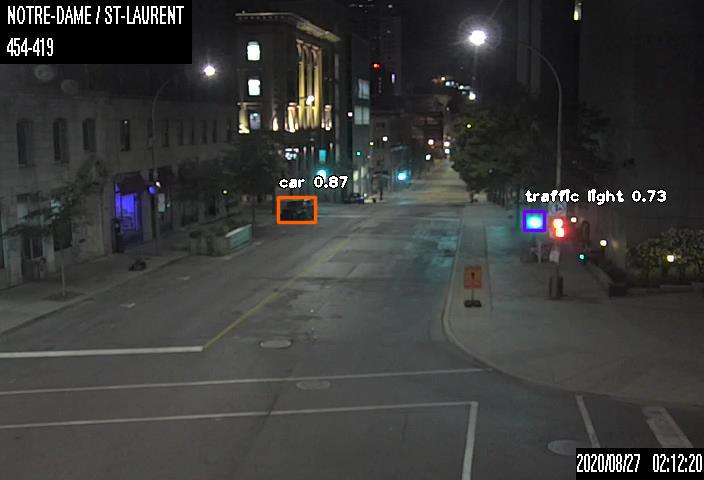 NOTRE-DAME / ST-LAURENT
454-419
car 0.87
traffic light 0.73
2020/08/27 02:12:20